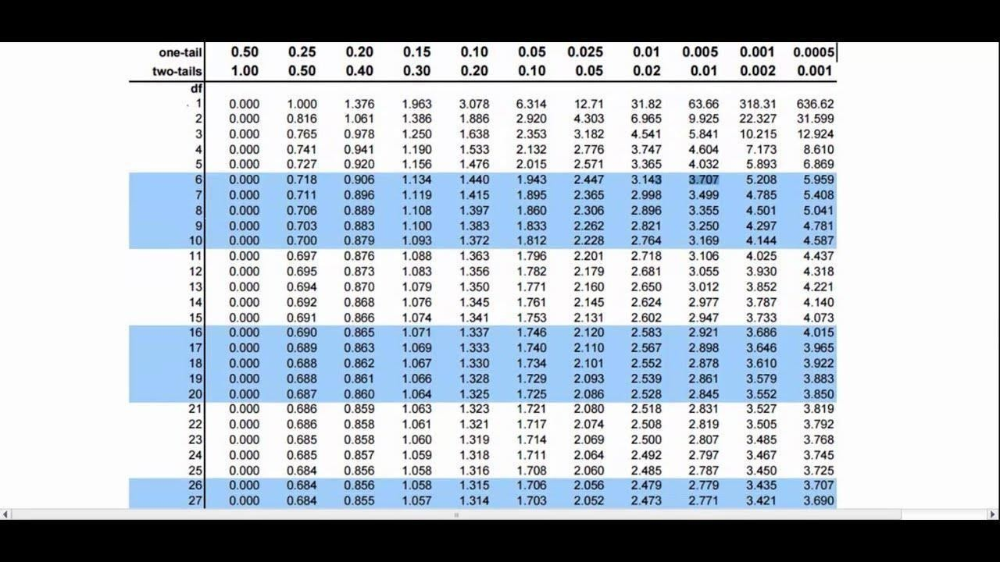 one-tail 0.50 0.25 0.20 0.15 0.10 0.05 0.025 0.01 0.005 0.001 0.0005
two-tails 1.00 0.50 0.40 0.30 0.20 0.10 0.05 0.02 0.01 0.002 0.001
df
1 0.000 1.000 1.376 1.963 3.078 6.314 12.71 31.82 63.66 318.31 636.62
2 0.000 0.816 1.061 1.386 1.886 2.920 4.303 6.965 9.925 22.327 31.599
3 0.000 0.765 0.978 1.250 1.638 2.353 3.182 4.541 5.841 10.215 12.924
4 0.000 0.741 0.941 1.190 1.533 2.132 2.776 3.747 4.604 7.173 8.610
5 0.000 0.727 0.920 1.156 1.476 2.015 2.571 3.365 4.032 5.893 6.869
6 0.000 0.718 0.906 1.134 1.440 1.943 2.447 3.143 3.707 5.208 5.959
7 0.000 0.711 0.896 1.119 1.415 1.895 2.365 2.998 3.499 4.785 5.408
8 0.000 0.706 0.889 1.108 1.397 1.860 2.306 2.896 3.355 4.501 5.041
9 0.000 0.703 0.883 1.100 1.383 1.833 2.262 2.821 3.250 4.297 4.781
10 0.000 0.700 0.879 1.093 1.372 1.812 2.228 2.764 3.169 4.144 4.587
11 0.000 0.697 0.876 1.088 1.363 1.796 2.201 2.718 3.106 4.025 4.437
12 0.000 0.695 0.873 1.083 1.356 1.782 2.179 2.681 3.055 3.930 4.318
13 0.000 0.694 0.870 1.079 1.350 1.771 2.160 2.650 3.012 3.852 4.221
14 0.000 0.692 0.868 1.076 1.345 1.761 2.145 2.624 2.977 3.787 4.140
15 0.000 0.691 0.866 1.074 1.341 1.753 2.131 2.602 2.947 3.733 4.073
16 0.000 0.690 0.865 1.071 1.337 1.746 2.120 2.583 2.921 3.686 4.015
17 0.000 0.689 0.863 1.069 1.333 1.740 2.110 2.567 2.898 3.646 3.965
18 0.000 0.688 0.862 1.067 1.330 1.734 2.101 2.552 2.878 3.610 3.922
19 0.000 0.688 0.861 1.066 1.328 1.729 2.093 2.539 2.861 3.579 3.883
20 0.000 0.687 0.860 1.064 1.325 1.725 2.086 2.528 2.845 3.552 3.850
21 0.000 0.686 0.859 1.063 1.323 1.721 2.080 2.518 2.831 3.527 3.819
22 0.000 0.686 0.858 1.061 1.321 1.717 2.074 2.508 2.819 3.505 3.792
23 0.000 0.685 0.858 1.060 1.319 1.714 2.069 2.500 2.807 3.485 3.768
24 0.000 0.685 0.857 1.059 1.318 1.711 2.064 2.492 2.797 3.467 3.745
25 0.000 0.684 0.856 1.058 1.316 1.708 2.060 2.485 2.787 3.450 3.725
26 0.000 0.684 0.856 1.058 1.315 1.706 2.056 2.479 2.779 3.435 3.707
27 0.000 0.684 0.855 1.057 1.314 1.703 2.052 2.473 2.771 3.421 3.690